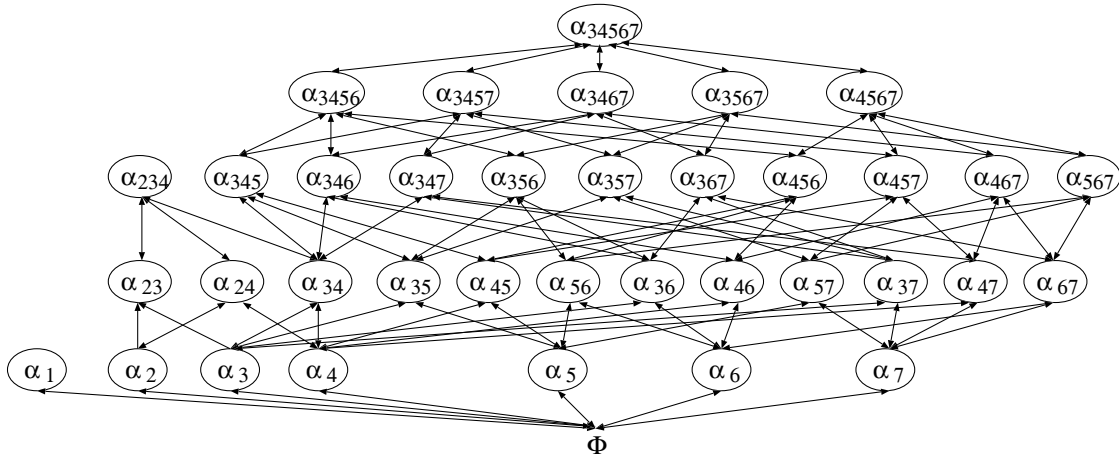 α34567
α3456 α3457 α3467 α3567 α4567
α234 α345 α346 α347 α356 α357 α367 α456 α457 α467 α567
α23 α24 α34 α35 α45 α56 α36 α46 α57 α37 α47 α67
α1 α2 α3 α4 α5 α6 α7
Φ